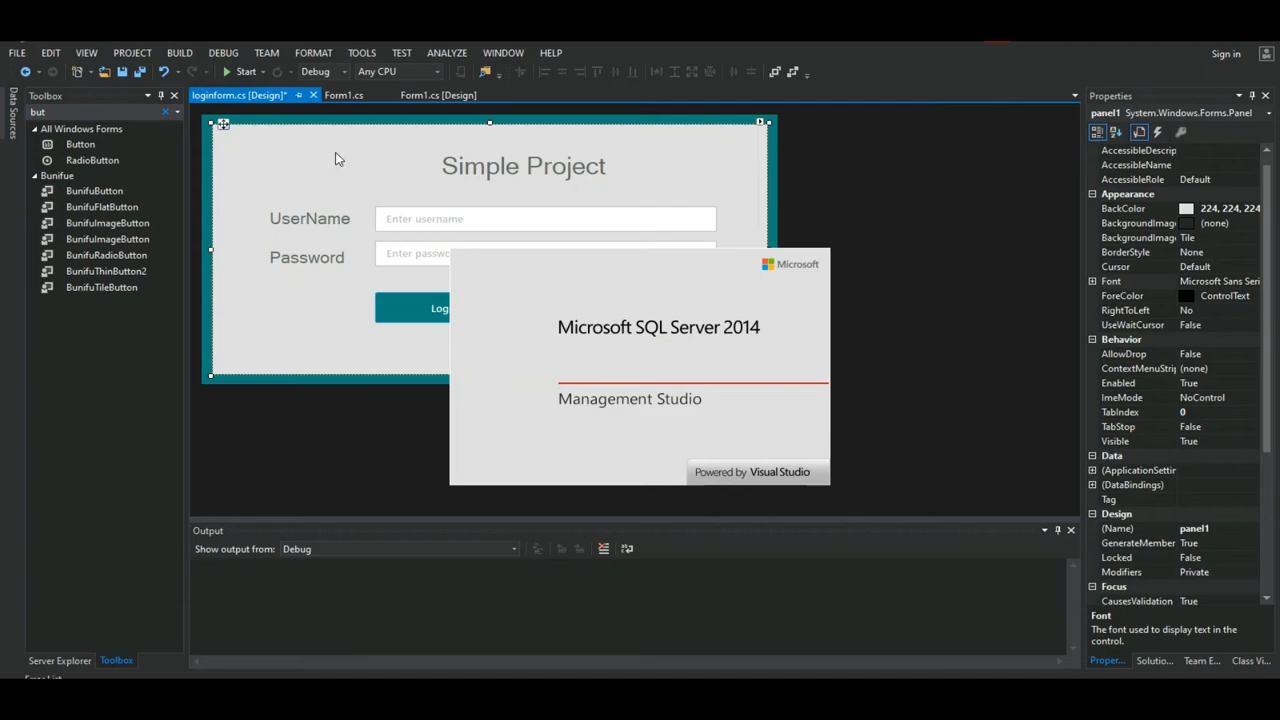 FILE EDIT VIEW PROJECT BUILD DEBUG TEAM FORMAT TOOLS TEST ANALYZE WINDOW HELP
Sign in
Start Debug Any CPU
Data Sources
Toolbox
but
All Windows Forms
Button
RadioButton
Bunifue
BunifuButton
BunifuFlatButton
BunifuImageButton
BunifuImageButton
BunifuRadioButton
BunifuThinButton2
BunifuTileButton
Server Explorer Toolbox
loginform.cs [Design]* Form1.cs Form1.cs [Design]
Simple Project
UserName Enter username
Password Enter passwo
Log
Microsoft
Microsoft SQL Server 2014
Management Studio
Powered by Visual Studio
Output
Show output from: Debug
Properties
panel1 System.Windows.Forms.Panel
AccessibleDescrip
AccessibleName
AccessibleRole Default
Appearance
BackColor 224, 224, 224
BackgroundImag (none)
BackgroundImag Tile
BorderStyle None
Cursor Default
Font Microsoft Sans Seri
ForeColor ControlText
RightToLeft No
UseWaitCursor False
Behavior
AllowDrop False
ContextMenuStrip (none)
Enabled True
ImeMode NoControl
TabIndex 0
TabStop False
Visible True
Data
(ApplicationSettin
(DataBindings)
Tag
Design
(Name) panel1
GenerateMember True
Locked False
Modifiers Private
Focus
CausesValidation True
Font
The font used to display text in the
control.
Proper... Solutio... Team E... Class Vi...